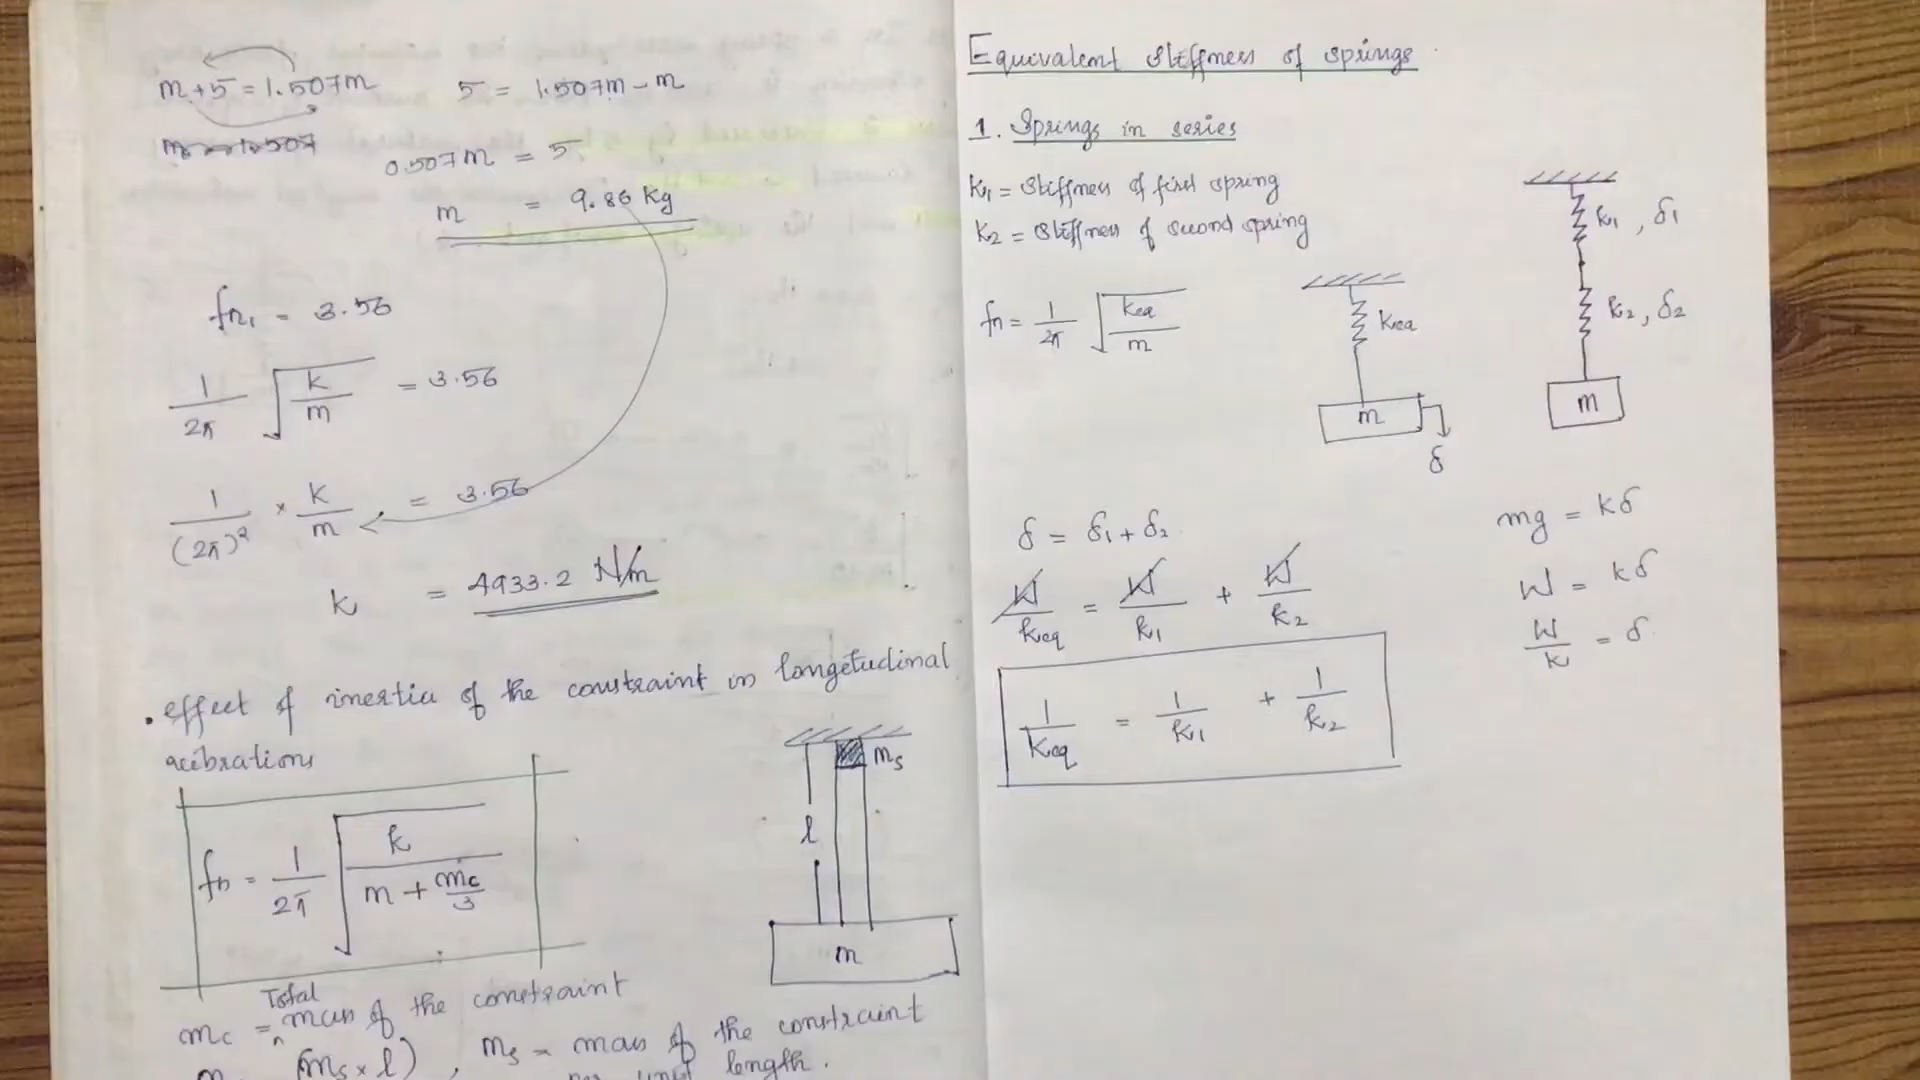 m+5 = 1.507m
5 = 1.507m - m
0.507m = 5
m = 9.86 Kg
fn₁ = 3.56
1/2π √(k/m) = 3.56
1/(2π)² × k/m = 3.56
k = 4933.2 N/m
. effect of inertia of the constraint in longetudinal
vibrations
ms
l
m
fn = 1/2π √(k/(m + mc/3))
mc = Total mass of the constraint
(ms × l), ms = mass of the constraint
per unit length.
Equivalent Stiffness of springs
1. Springs in series
K₁ = Stiffness of first spring
K₂ = Stiffness of second spring
fn = 1/2π √(keq/m)
keq
m
δ
k₁, δ₁
k₂, δ₂
m
δ = δ₁ + δ₂
W/keq = W/k₁ + W/k₂
1/keq = 1/k₁ + 1/k₂
mg = kδ
W = kδ
W/k = δ